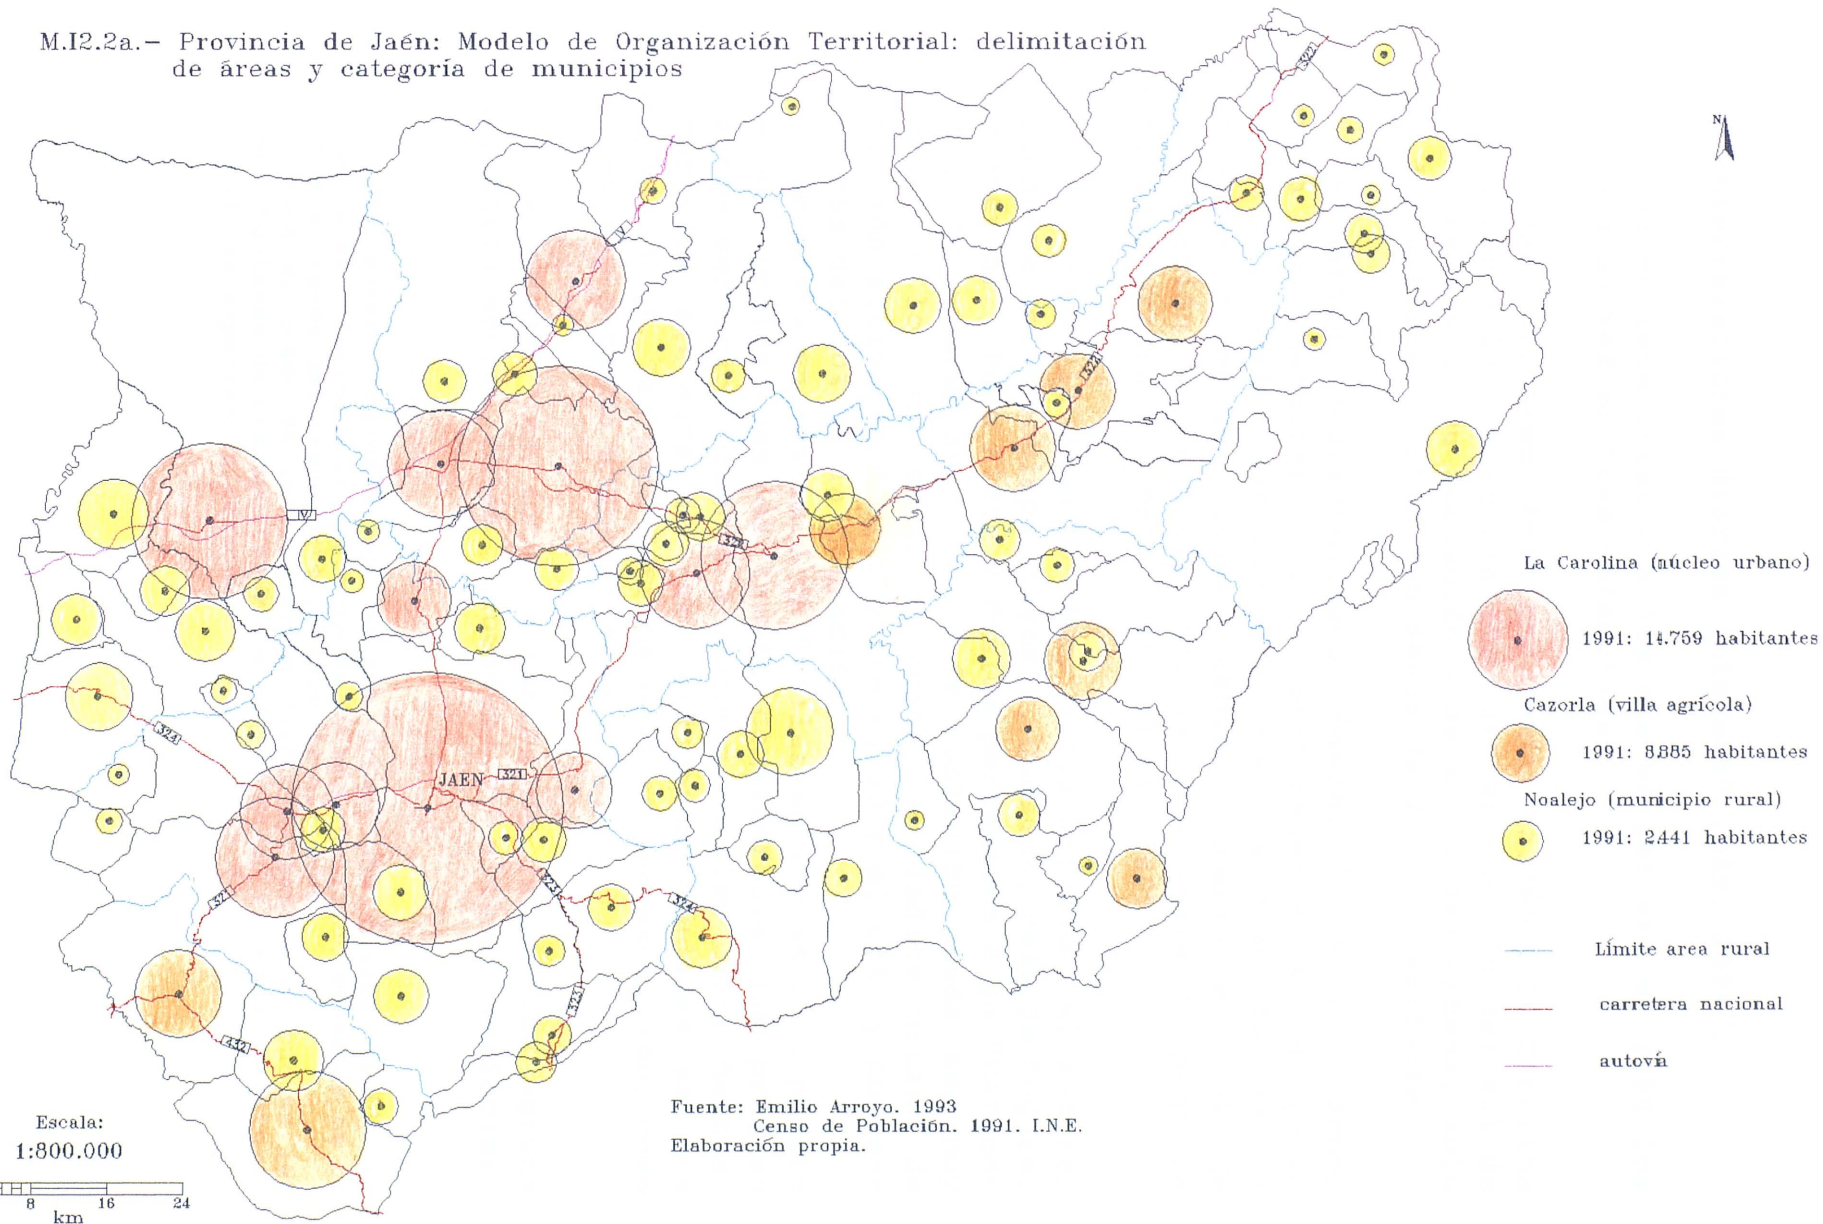 M.I2.2a.- Provincia de Jaén: Modelo de Organización Territorial: delimitación
de áreas y categoría de municipios
N
322
IV
322
IV
321
324
JAEN
321
321
323
324
323
432
La Carolina (núcleo urbano)
1991: 14.759 habitantes
Cazorla (villa agrícola)
1991: 8.885 habitantes
Noalejo (municipio rural)
1991: 2.441 habitantes
Límite area rural
carretera nacional
autovía
Fuente: Emilio Arroyo. 1993
Censo de Población. 1991. I.N.E.
Elaboración propia.
Escala:
1:800.000
8 16 24
km